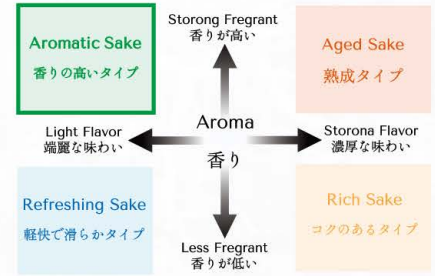 Storong Fregrant
香りが高い
Aromatic Sake
香りの高いタイプ
Aged Sake
熟成タイプ
Light Flavor
端麗な味わい
Aroma
香り
Storona Flavor
濃厚な味わい
Refreshing Sake
軽快で滑らかタイプ
Rich Sake
コクのあるタイプ
Less Fregrant
香りが低い